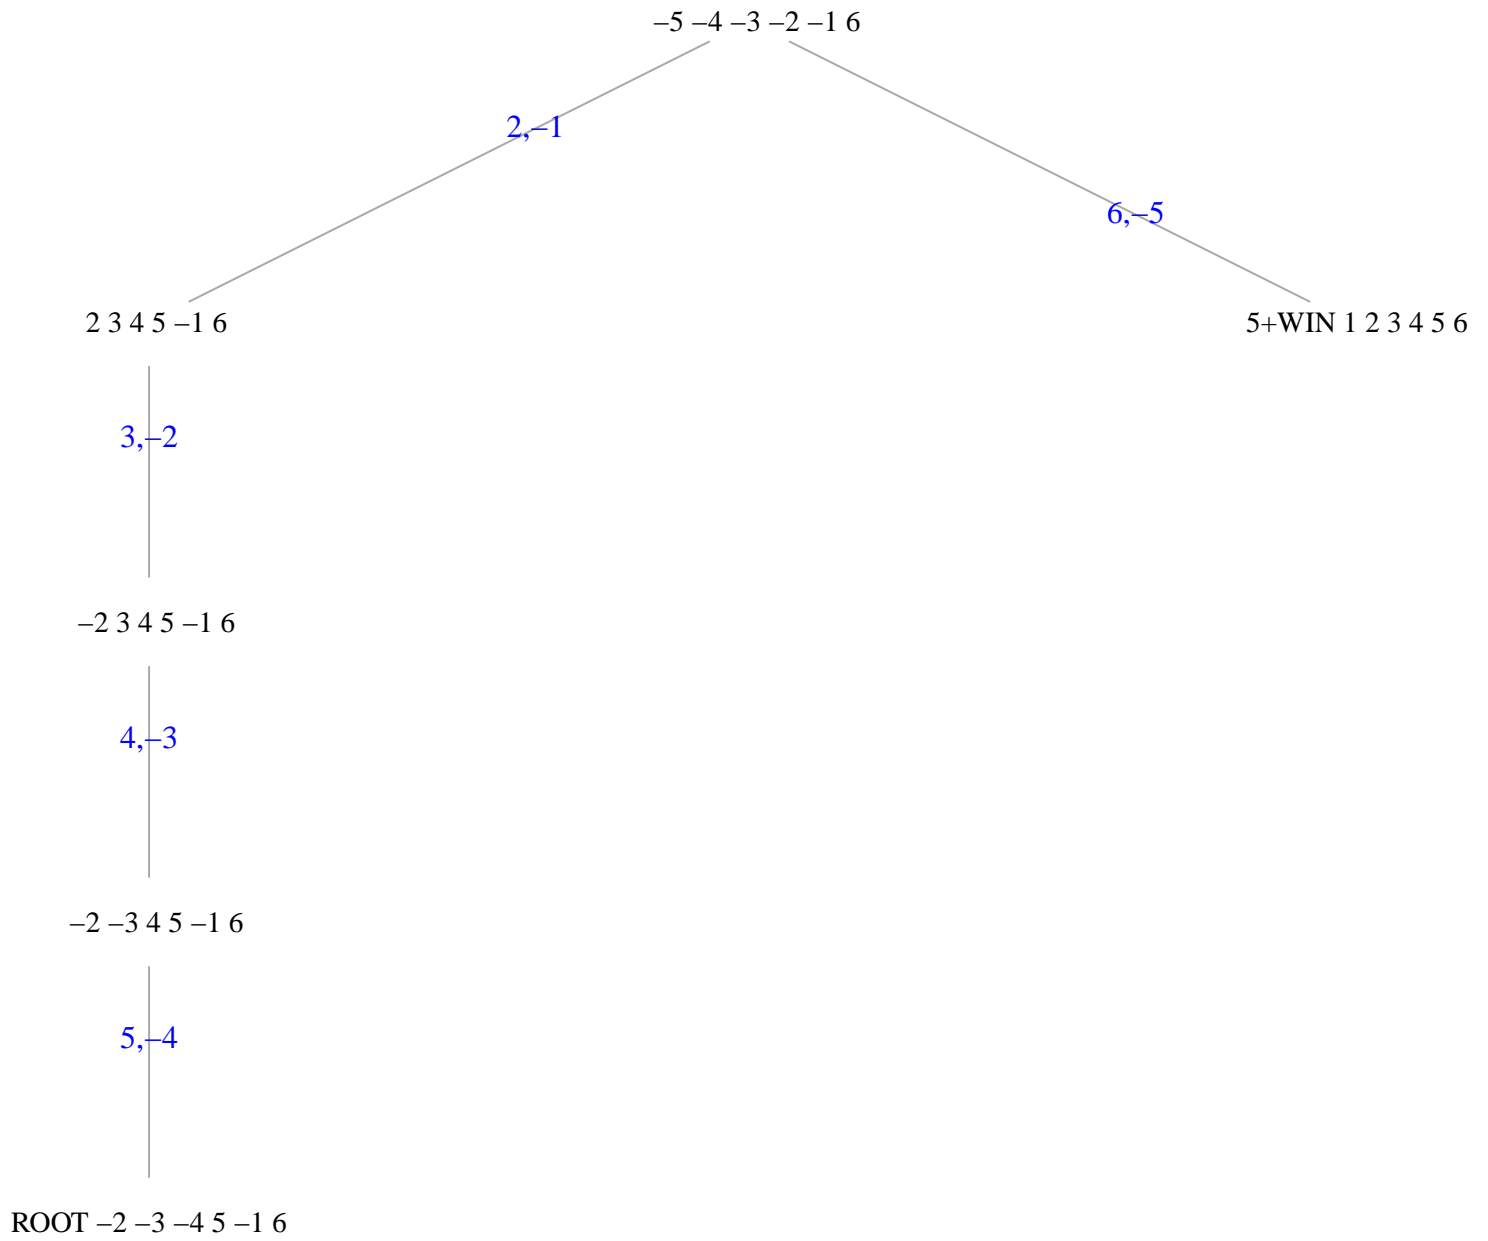 –5 –4 –3 –2 –1 6
2,–1
6,–5
2 3 4 5 –1 6
5+WIN 1 2 3 4 5 6
3,–2
–2 3 4 5 –1 6
4,–3
–2 –3 4 5 –1 6
5,–4
ROOT –2 –3 –4 5 –1 6